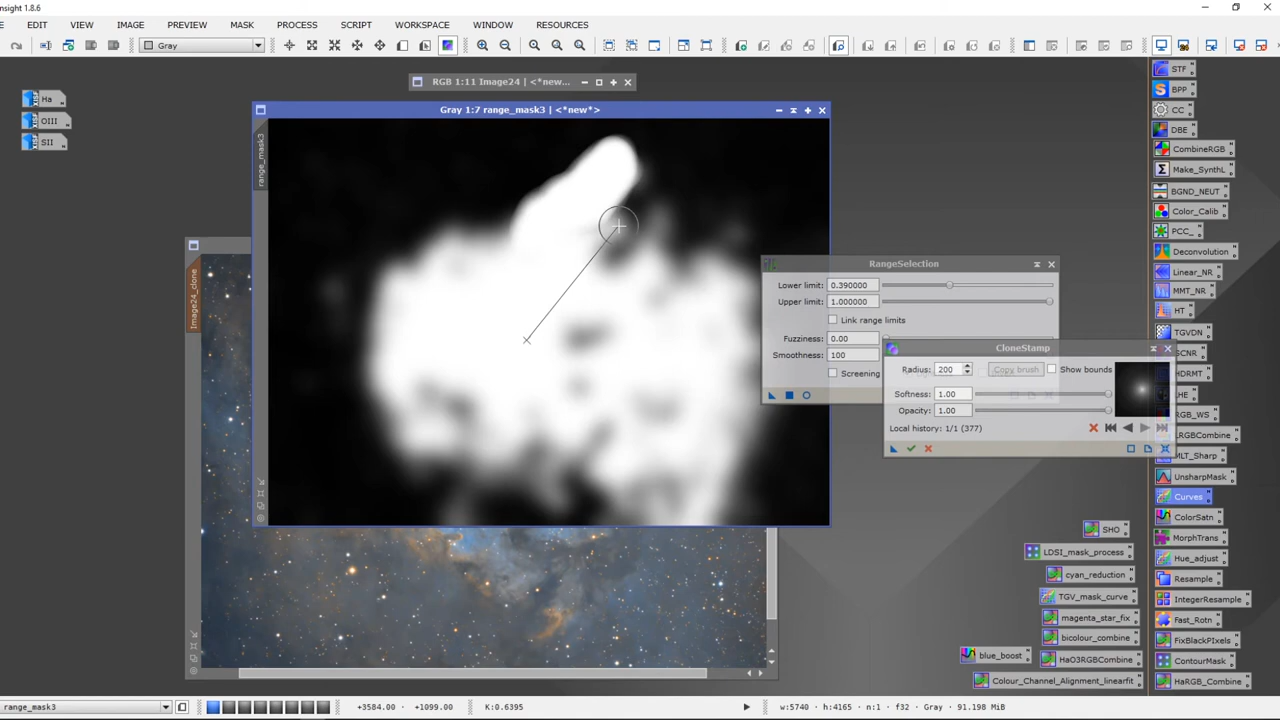 nsight 1.8.6
EDIT VIEW IMAGE PREVIEW MASK PROCESS SCRIPT WORKSPACE WINDOW RESOURCES
Gray
RGB 1:11 Image24 | <*new...
Gray 1:7 range_mask3 | <*new*>
range_mask3
Image24_clone
Ha
OIII
SII
RangeSelection
Lower limit: 0.390000
Upper limit: 1.000000
Link range limits
Fuzziness: 0.00
Smoothness: 100
Screening
CloneStamp
Radius: 200 Copy brush Show bounds
Softness: 1.00
Opacity: 1.00
Local history: 1/1 (377)
STF
BPP
CC
DBE
CombineRGB
Make_SynthL
BGND_NEUT
Color_Calib
PCC_
Deconvolution
Linear_NR
MMT_NR
HT
TGVDN
SCNR
HDRMT
LHE
RGB_WS
LRGBCombine
MLT_Sharp
UnsharpMask
Curves
ColorSatn
MorphTrans
Hue_adjust
Resample
IntegerResample
Fast_Rotn
FixBlackPIxels
ContourMask
HaRGB_Combine
SHO
LDSI_mask_process
cyan_reduction
TGV_mask_curve
magenta_star_fix
bicolour_combine
blue_boost
HaO3RGBCombine
Colour_Channel_Alignment_linearfit
range_mask3
+3584.00 +1099.00 K:0.6395
w:5740 · h:4165 · n:1 · f32 · Gray · 91.198 MiB